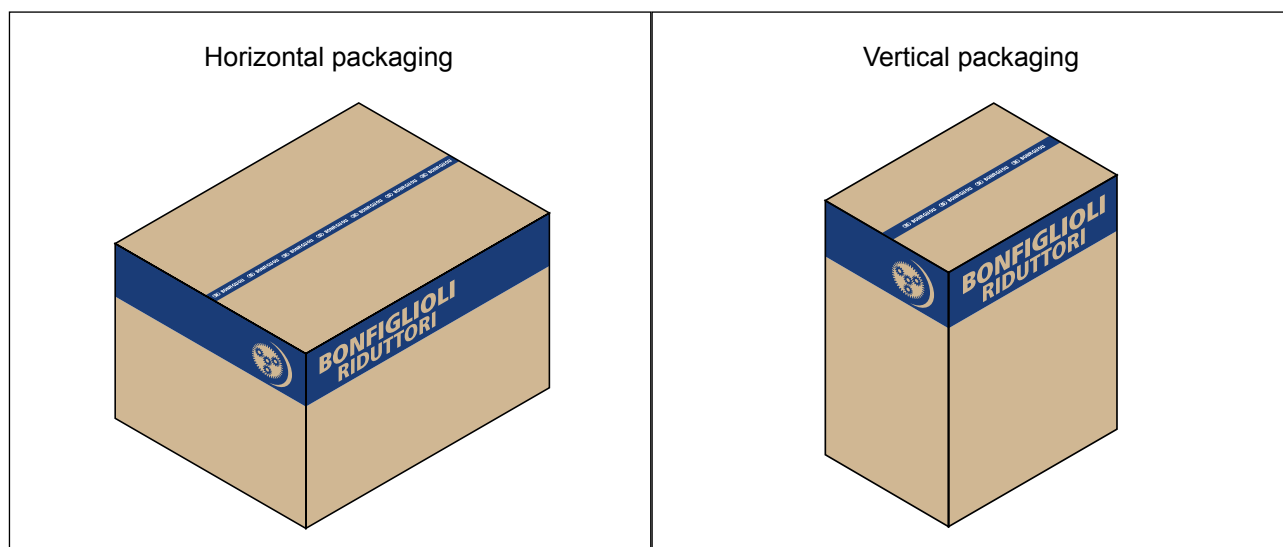 Horizontal packaging
BONFIGLIOLI
RIDUTTORI
Vertical packaging
BONFIGLIOLI
RIDUTTORI